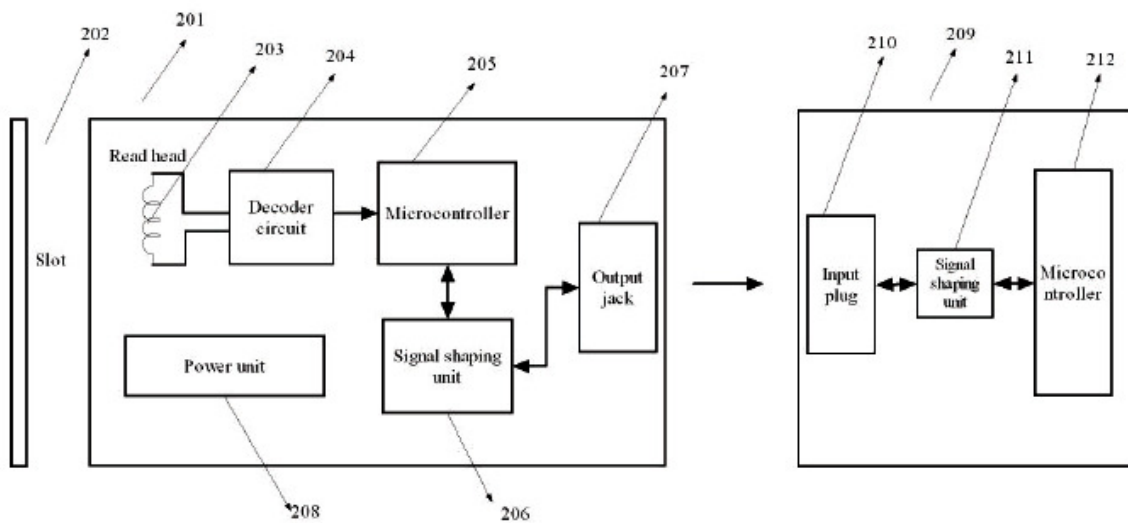 202
201
203
204
205
207
210
209
211
212
Read head
Slot
Decoder
circuit
Microcontroller
Output
jack
Signal shaping
unit
Power unit
208
206
Input
plug
Signal
shaping
unit
Microco
ntroller